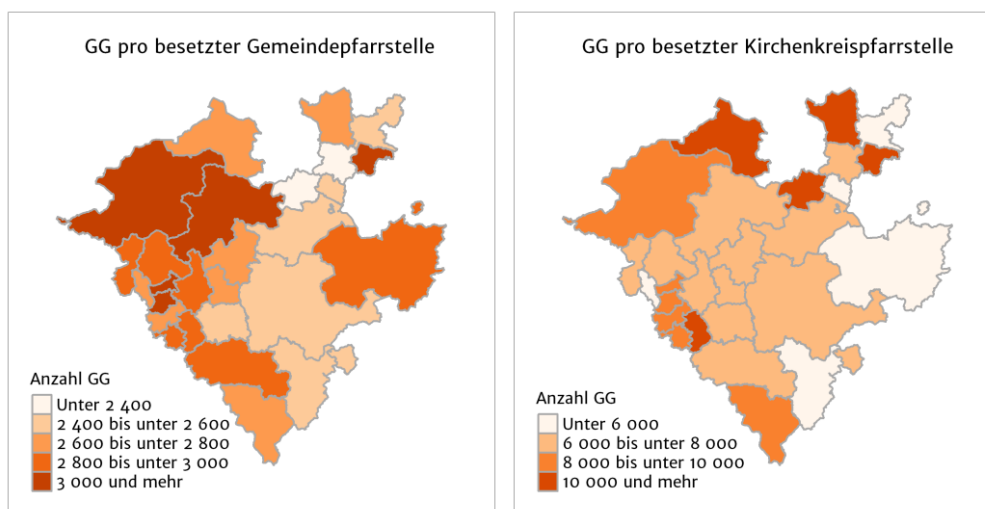 GG pro besetzter Gemeindepfarrstelle
Anzahl GG
Unter 2 400
2 400 bis unter 2 600
2 600 bis unter 2 800
2 800 bis unter 3 000
3 000 und mehr
GG pro besetzter Kirchenkreispfarrstelle
Anzahl GG
Unter 6 000
6 000 bis unter 8 000
8 000 bis unter 10 000
10 000 und mehr